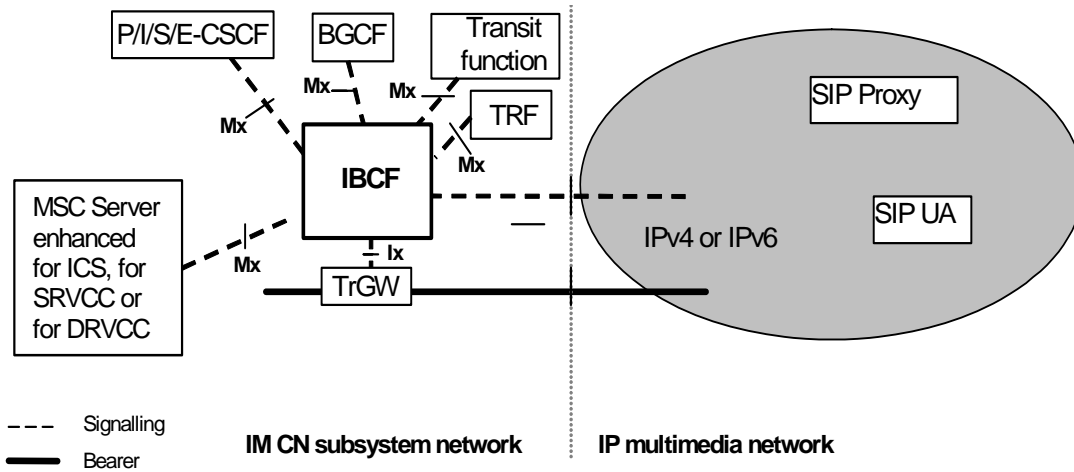 P/I/S/E-CSCF
BGCF
Transit
function
TRF
Mx
Mx
Mx
Mx
IBCF
SIP Proxy
SIP UA
IPv4 or IPv6
MSC Server
enhanced
for ICS, for
SRVCC or
for DRVCC
Mx
Ix
TrGW
Signalling
Bearer
IM CN subsystem network
IP multimedia network